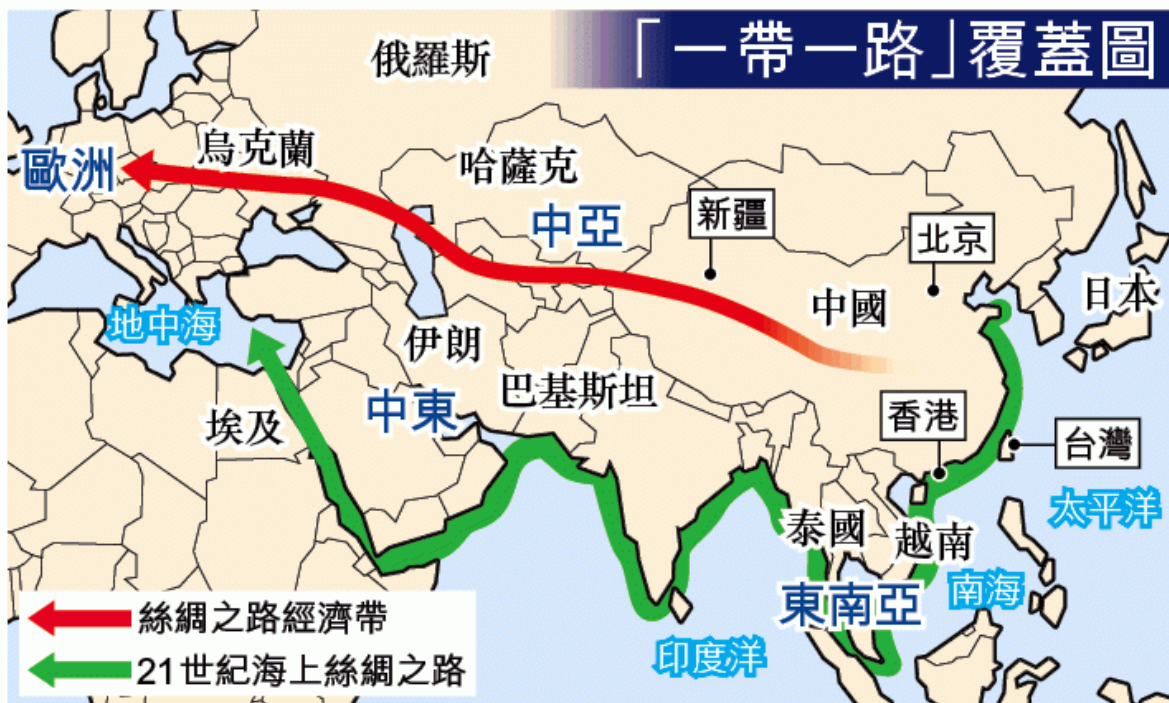 「一帶一路」覆蓋圖
俄羅斯
烏克蘭
歐洲
哈薩克
中亞
新疆
北京
中國
日本
地中海
伊朗
巴基斯坦
中東
埃及
香港
台灣
太平洋
泰國
越南
南海
東南亞
印度洋
絲綢之路經濟帶
21世紀海上絲綢之路